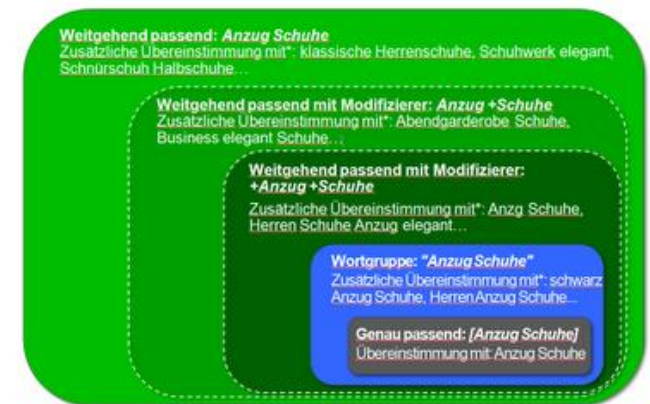 Weitgehend passend: Anzug Schuhe
Zusätzliche Übereinstimmung mit*: klassische Herrenschuhe, Schuhwerk elegant,
Schnürschuh Halbschuhe…
Weitgehend passend mit Modifizierer: Anzug +Schuhe
Zusätzliche Übereinstimmung mit*: Abendgarderobe Schuhe,
Business elegant Schuhe…
Weitgehend passend mit Modifizierer:
+Anzug +Schuhe
Zusätzliche Übereinstimmung mit*: Anzg Schuhe,
Herren Schuhe Anzug elegant…
Wortgruppe: "Anzug Schuhe"
Zusätzliche Übereinstimmung mit*: schwarz
Anzug Schuhe, Herren Anzug Schuhe…
Genau passend: [Anzug Schuhe]
Übereinstimmung mit: Anzug Schuhe